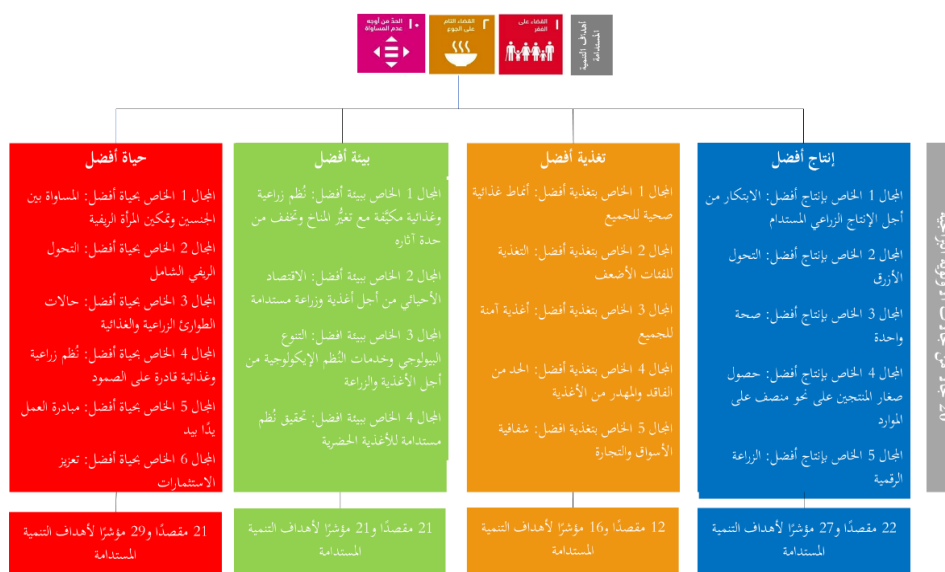 أهداف التنمية
المستدامة
١ القضاء على
الفقر
٢ القضاء التام
على الجوع
١٠ الحدّ من أوجه
عدم المساواة
إنتاج أفضل
المجال 1 الخاص بإنتاج أفضل: الابتكار من
أجل الإنتاج الزراعي المستدام
المجال 2 الخاص بإنتاج أفضل: التحول
الأزرق
المجال 3 الخاص بإنتاج أفضل: صحة
واحدة
المجال 4 الخاص بإنتاج أفضل: حصول
صغار المنتجين على نحو منصف على
الموارد
المجال 5 الخاص بإنتاج أفضل: الزراعة
الرقمية
22 مقصدًا و27 مؤشرًا لأهداف التنمية
المستدامة
تغذية أفضل
المجال 1 الخاص بتغذية أفضل: أنماط غذائية
صحية للجميع
المجال 2 الخاص بتغذية أفضل: التغذية
للفئات الأضعف
المجال 3 الخاص بتغذية أفضل: أغذية آمنة
للجميع
المجال 4 الخاص بتغذية أفضل: الحد من
الفاقد والمهدر من الأغذية
المجال 5 الخاص بتغذية افضل: شفافية
الأسواق والتجارة
12 مقصدًا و16 مؤشرًا لأهداف التنمية
المستدامة
بيئة أفضل
المجال 1 الخاص ببيئة أفضل: نُظم زراعية
وغذائية مكيّفة مع تغيُّر المناخ وتخفف من
حدة آثاره
المجال 2 الخاص ببيئة أفضل: الاقتصاد
الأحيائي من أجل أغذية وزراعة مستدامة
المجال 3 الخاص ببيئة افضل: التنوع
البيولوجي وخدمات النُظم الإيكولوجية من
أجل الأغذية والزراعة
المجال 4 الخاص ببيئة افضل: تحقيق نُظم
مستدامة للأغذية الحضرية
21 مقصدًا و21 مؤشرًا لأهداف التنمية
المستدامة
حياة أفضل
المجال 1 الخاص بحياة أفضل: المساواة بين
الجنسين وتمكين المرأة الريفية
المجال 2 الخاص بحياة أفضل: التحول
الريفي الشامل
المجال 3 الخاص بحياة أفضل: حالات
الطوارئ الزراعية والغذائية
المجال 4 الخاص بحياة أفضل: نُظم زراعية
وغذائية قادرة على الصمود
المجال 5 الخاص بحياة أفضل: مبادرة العمل
يدًا بيد
المجال 6 الخاص بحياة أفضل: تعزيز
الاستثمارات
21 مقصدًا و29 مؤشرًا لأهداف التنمية
المستدامة